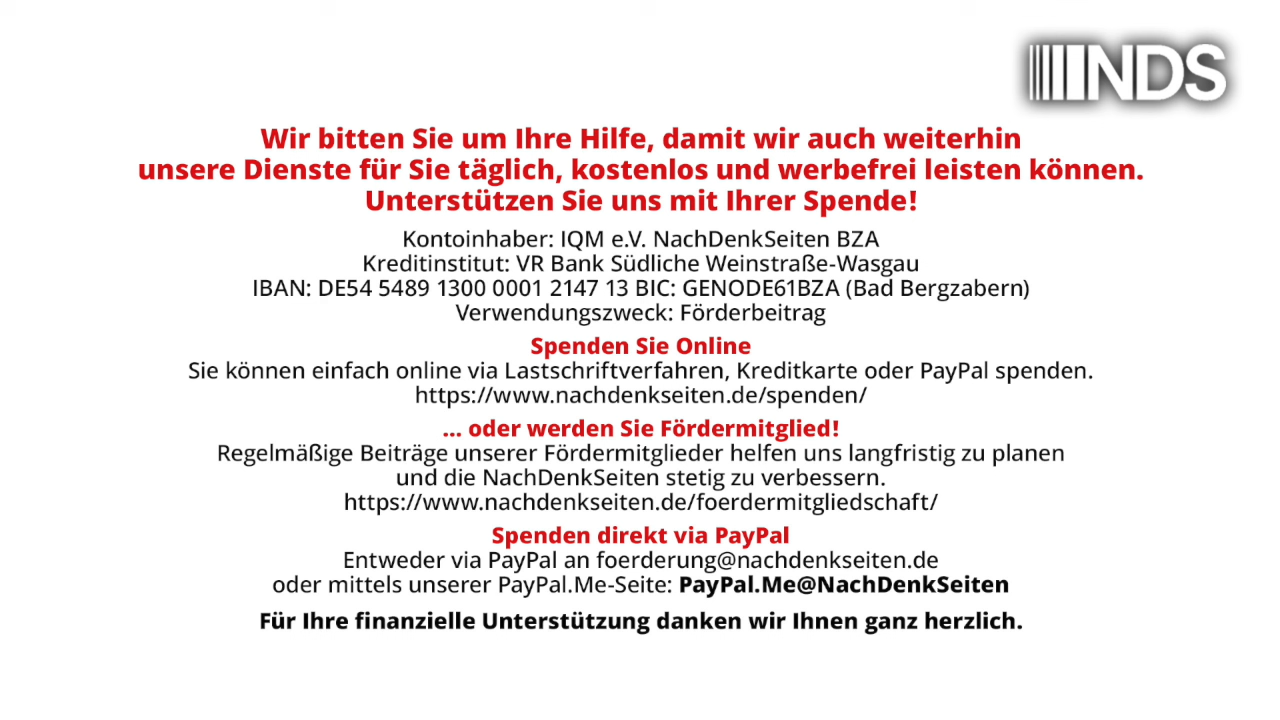 NDS
Wir bitten Sie um Ihre Hilfe, damit wir auch weiterhin
unsere Dienste für Sie täglich, kostenlos und werbefrei leisten können.
Unterstützen Sie uns mit Ihrer Spende!
Kontoinhaber: IQM e.V. NachDenkSeiten BZA
Kreditinstitut: VR Bank Südliche Weinstraße-Wasgau
IBAN: DE54 5489 1300 0001 2147 13 BIC: GENODE61BZA (Bad Bergzabern)
Verwendungszweck: Förderbeitrag
Spenden Sie Online
Sie können einfach online via Lastschriftverfahren, Kreditkarte oder PayPal spenden.
https://www.nachdenkseiten.de/spenden/
... oder werden Sie Fördermitglied!
Regelmäßige Beiträge unserer Fördermitglieder helfen uns langfristig zu planen
und die NachDenkSeiten stetig zu verbessern.
https://www.nachdenkseiten.de/foerdermitgliedschaft/
Spenden direkt via PayPal
Entweder via PayPal an foerderung@nachdenkseiten.de
oder mittels unserer PayPal.Me-Seite: PayPal.Me@NachDenkSeiten
Für Ihre finanzielle Unterstützung danken wir Ihnen ganz herzlich.